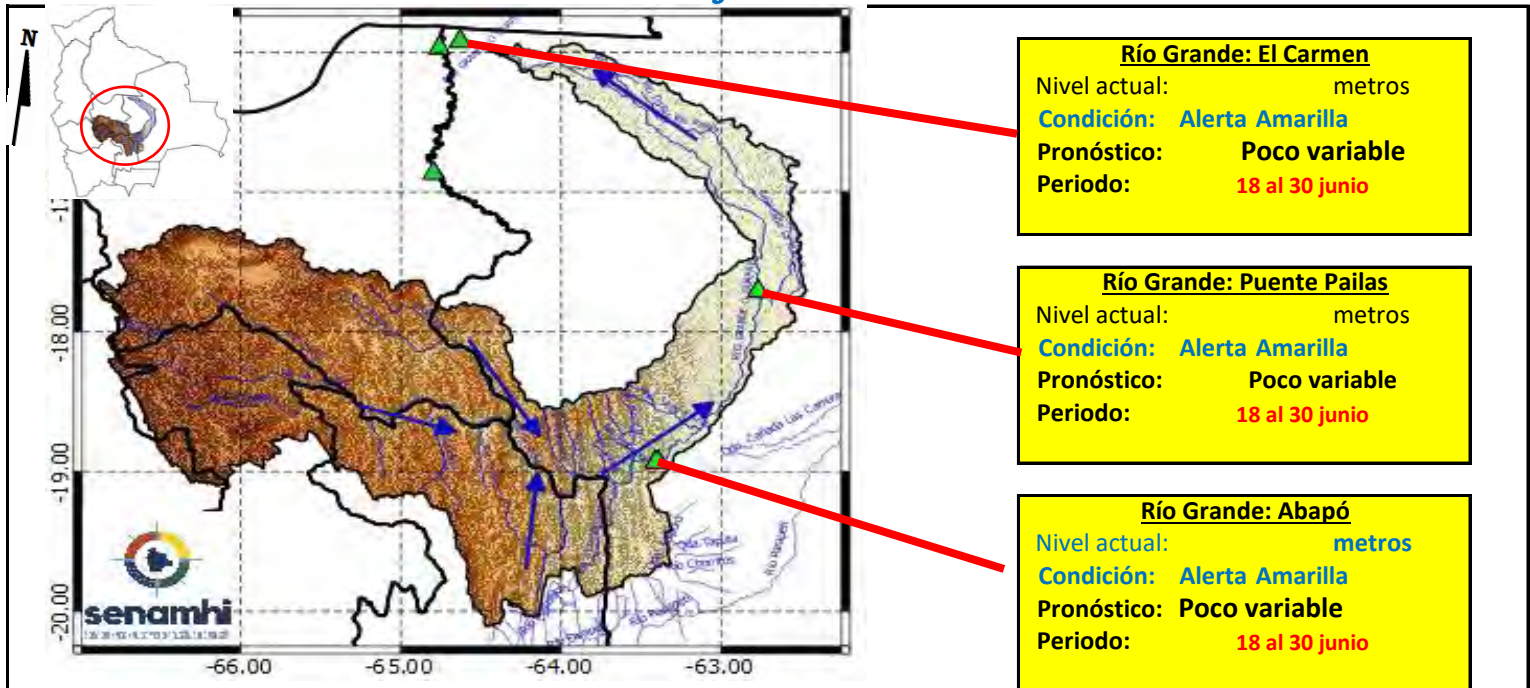 N
Río Grande: El Carmen
Nivel actual: metros
Condición: Alerta Amarilla
Pronóstico: Poco variable
Periodo: 18 al 30 junio
Río Grande: Puente Pailas
Nivel actual: metros
Condición: Alerta Amarilla
Pronóstico: Poco variable
Periodo: 18 al 30 junio
Río Grande: Abapó
Nivel actual: metros
Condición: Alerta Amarilla
Pronóstico: Poco variable
Periodo: 18 al 30 junio
-18.00
-19.00
-20.00
-66.00 -65.00 -64.00 -63.00
senamhi